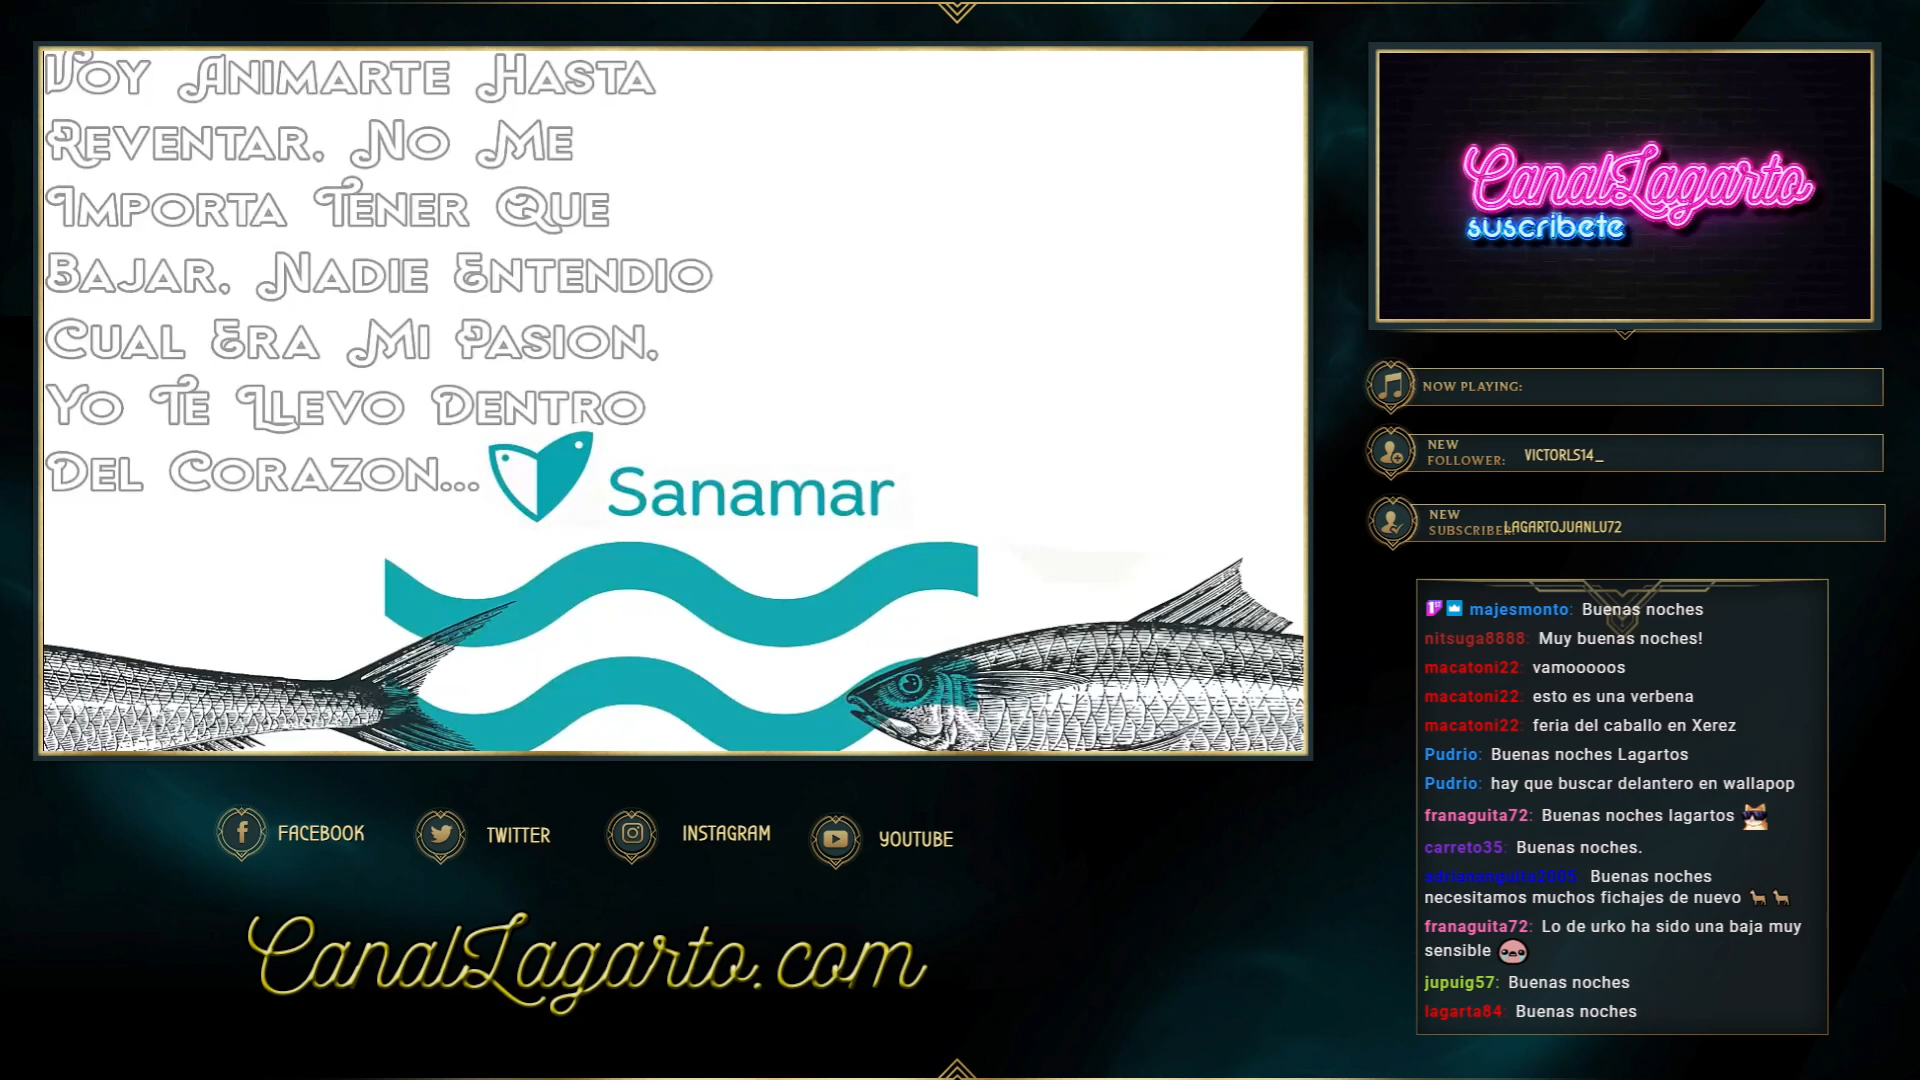 Voy Animarte Hasta
Reventar. No Me
Importa Tener Que
Bajar. Nadie Entendio
Cual Era Mi Pasion.
Yo Te Llevo Dentro
Del Corazon...
Sanamar
CanalLagarto
suscribete
NOW PLAYING:
NEW
FOLLOWER: VICTORLS14_
NEW
SUBSCRIBER: LAGARTOJUANLU72
majesmonto: Buenas noches
nitsuga8888: Muy buenas noches!
macatoni22: vamooooos
macatoni22: esto es una verbena
macatoni22: feria del caballo en Xerez
Pudrio: Buenas noches Lagartos
Pudrio: hay que buscar delantero en wallapop
franaguita72: Buenas noches lagartos
carreto35: Buenas noches.
adriananguita2005: Buenas noches
necesitamos muchos fichajes de nuevo
franaguita72: Lo de urko ha sido una baja muy
sensible
jupuig57: Buenas noches
lagarta84: Buenas noches
FACEBOOK TWITTER INSTAGRAM YOUTUBE
CanalLagarto.com